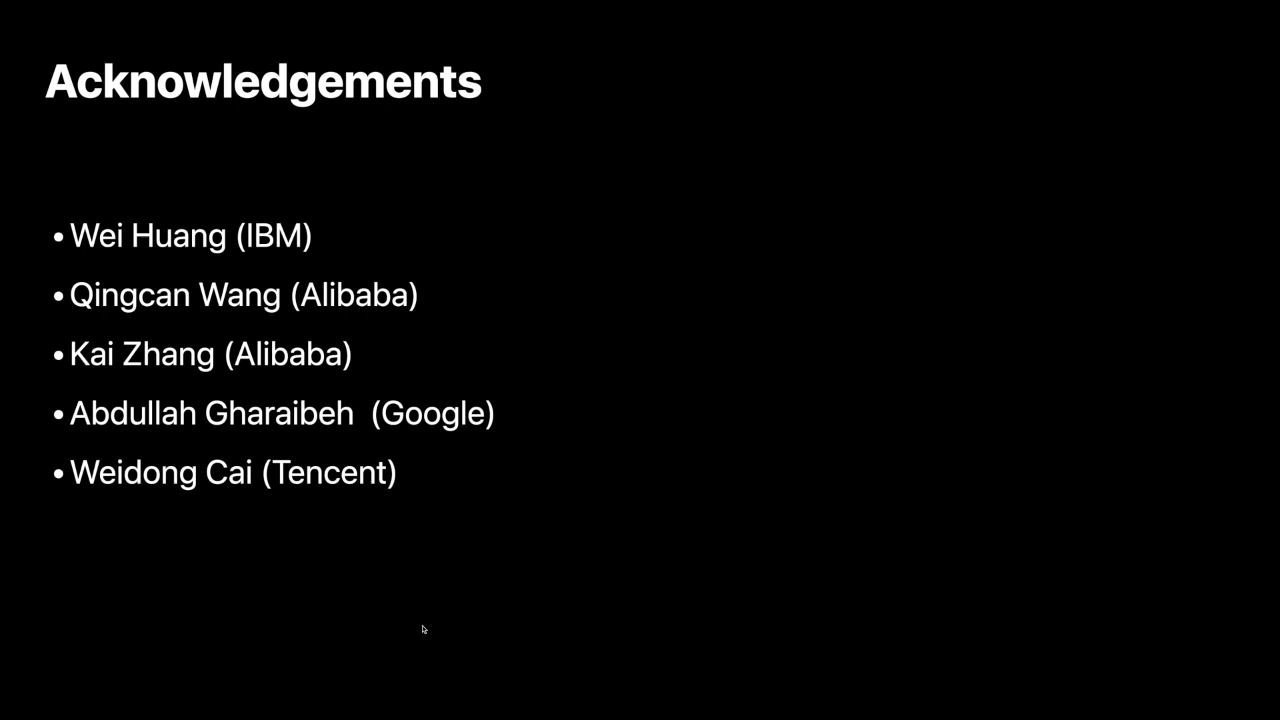 Acknowledgements
• Wei Huang (IBM)
• Qingcan Wang (Alibaba)
• Kai Zhang (Alibaba)
• Abdullah Gharaibeh  (Google)
• Weidong Cai (Tencent)